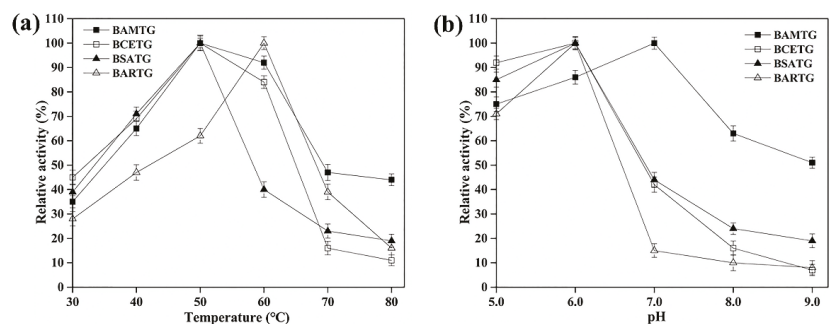 (a)
110
100
90
80
70
60
50
40
30
20
10
0
Relative activity (%)
BAMTG
BCETG
BSATG
BARTG
30 40 50 60 70 80
Temperature (°C)
(b)
110
100
90
80
70
60
50
40
30
20
10
0
Relative activity (%)
BAMTG
BCETG
BSATG
BARTG
5.0 6.0 7.0 8.0 9.0
pH